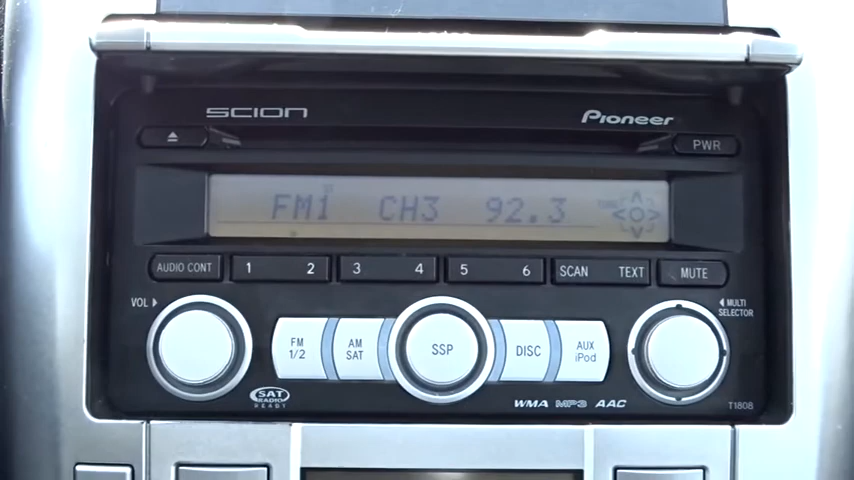 SCION
Pioneer
PWR
FM1 CH3 92.3
AUDIO CONT
1 2
3 4
5 6
SCAN TEXT
MUTE
VOL
MULTI
SELECTOR
FM
1/2
AM
SAT
SSP
DISC
AUX
iPod
SAT
RADIO
READY
WMA MP3 AAC
T1808